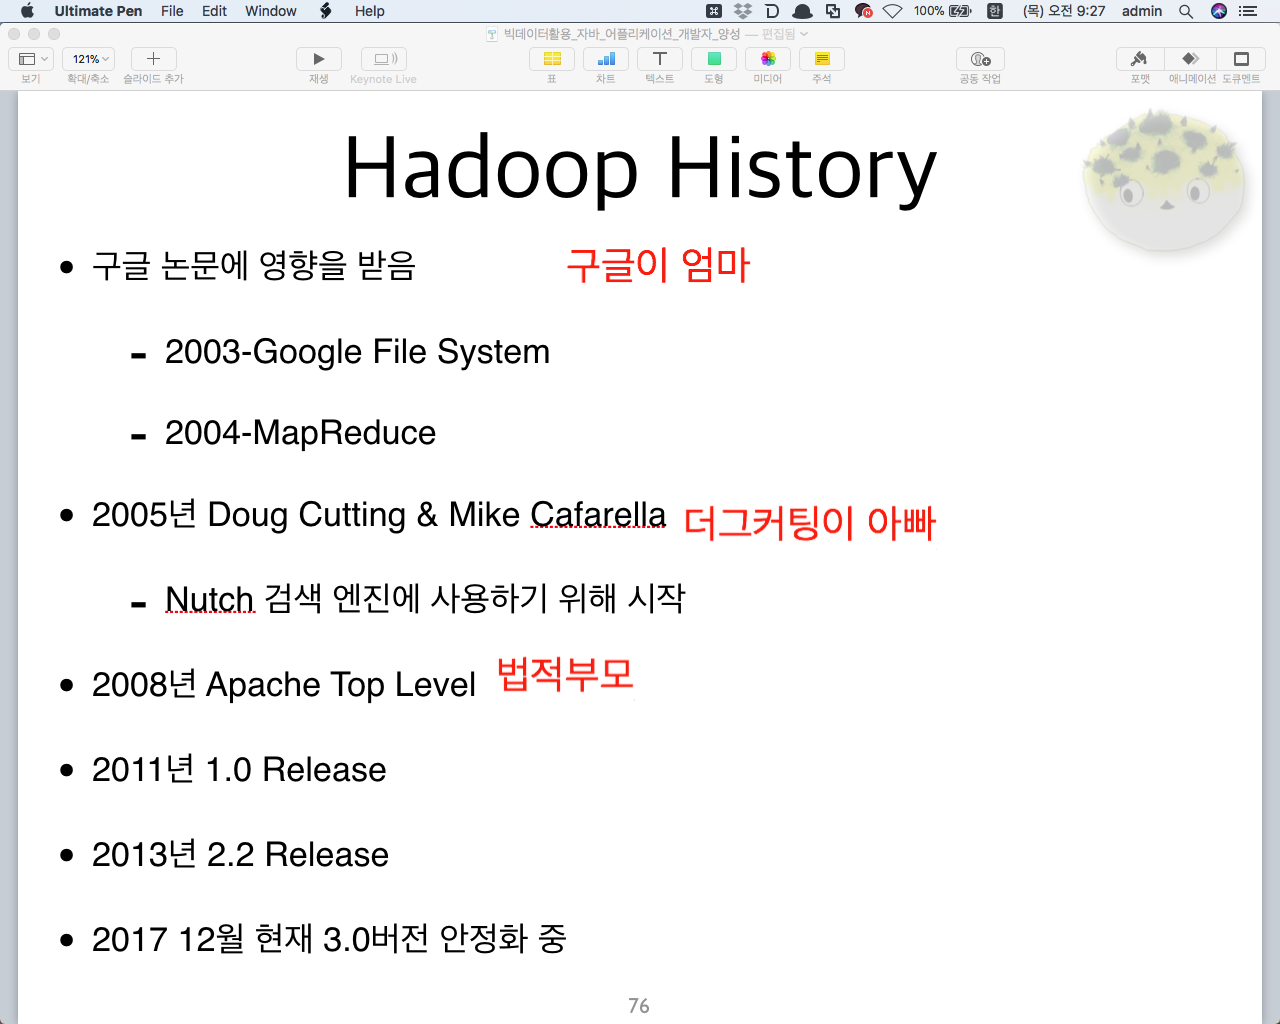 Ultimate Pen File Edit Window Help 100% 한 (목) 오전 9:27 admin
빅데이터활용_자바_어플리케이션_개발자_양성 — 편집됨
121%
보기 확대/축소 슬라이드 추가 재생 Keynote Live 표 차트 텍스트 도형 미디어 주석 공동 작업 포맷 애니메이션 도큐멘트
Hadoop History
• 구글 논문에 영향을 받음 구글이 엄마
- 2003-Google File System
- 2004-MapReduce
• 2005년 Doug Cutting & Mike Cafarella 더그커팅이 아빠
- Nutch 검색 엔진에 사용하기 위해 시작
• 2008년 Apache Top Level 법적부모
• 2011년 1.0 Release
• 2013년 2.2 Release
• 2017 12월 현재 3.0버전 안정화 중
76